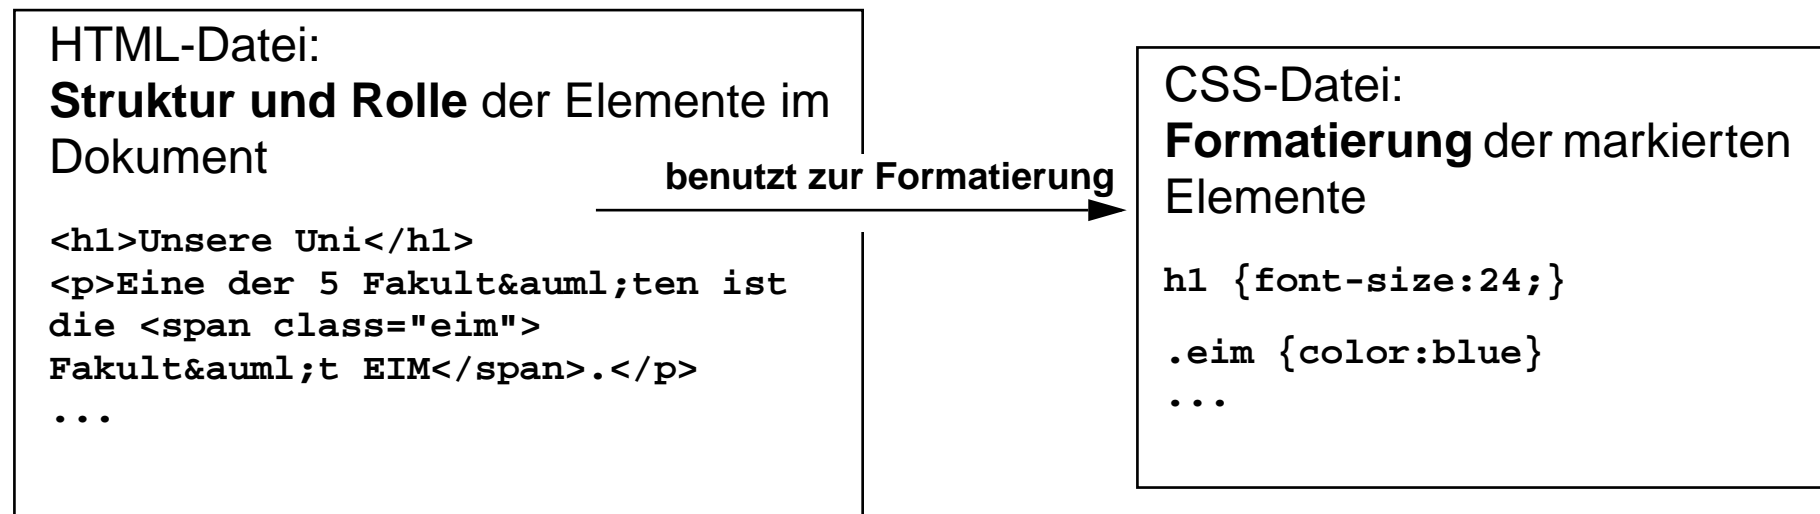 HTML-Datei:
Struktur und Rolle der Elemente im
Dokument
<h1>Unsere Uni</h1>
<p>Eine der 5 Fakult&auml;ten ist
die <span class="eim">
Fakult&auml;t EIM</span>.</p>
...
benutzt zur Formatierung
CSS-Datei:
Formatierung der markierten
Elemente
h1 {font-size:24;}
.eim {color:blue}
...